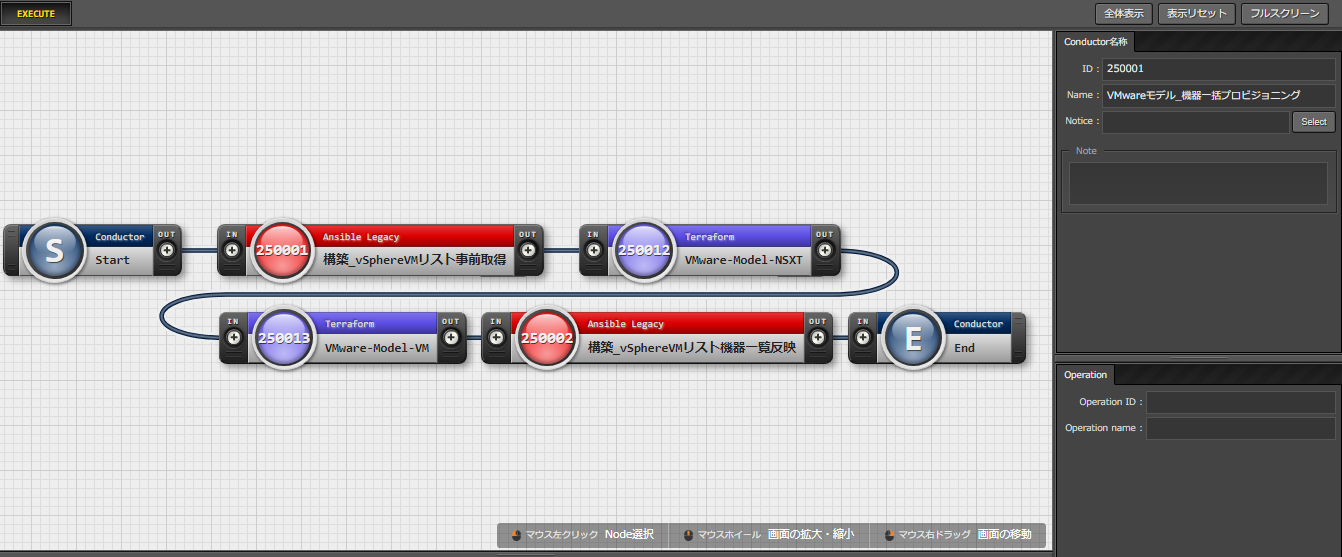 EXECUTE
全体表示 表示リセット フルスクリーン
Conductor名称
ID : 250001
Name : VMwareモデル_機器一括プロビジョニング
Notice : Select
Note
S Conductor Start OUT
IN 250001 Ansible Legacy 構築_vSphereVMリスト事前取得 OUT
IN 250012 Terraform VMware-Model-NSXT OUT
IN 250013 Terraform VMware-Model-VM OUT
IN 250002 Ansible Legacy 構築_vSphereVMリスト機器一覧反映 OUT
IN E Conductor End
Operation
Operation ID :
Operation name :
マウス左クリック Node選択 マウスホイール 画面の拡大・縮小 マウス右ドラッグ 画面の移動